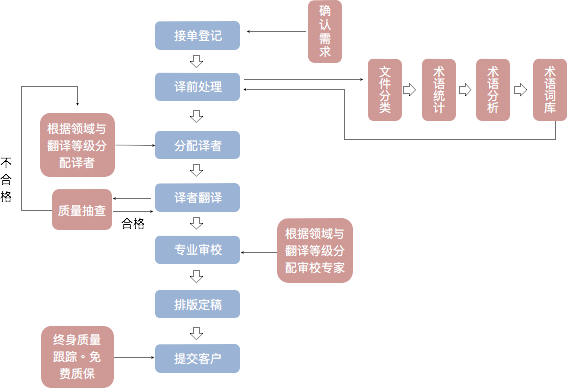 接单登记
确
认
需
求
译前处理
文
件
分
类
术
语
统
计
术
语
分
析
术
语
词
库
根据领域与
翻译等级分
配译者
分配译者
不
合
格
译者翻译
质量抽查
合格
专业审校
根据领域与
翻译等级分
配审校专家
排版定稿
终身质量
跟踪。免
费质保
提交客户